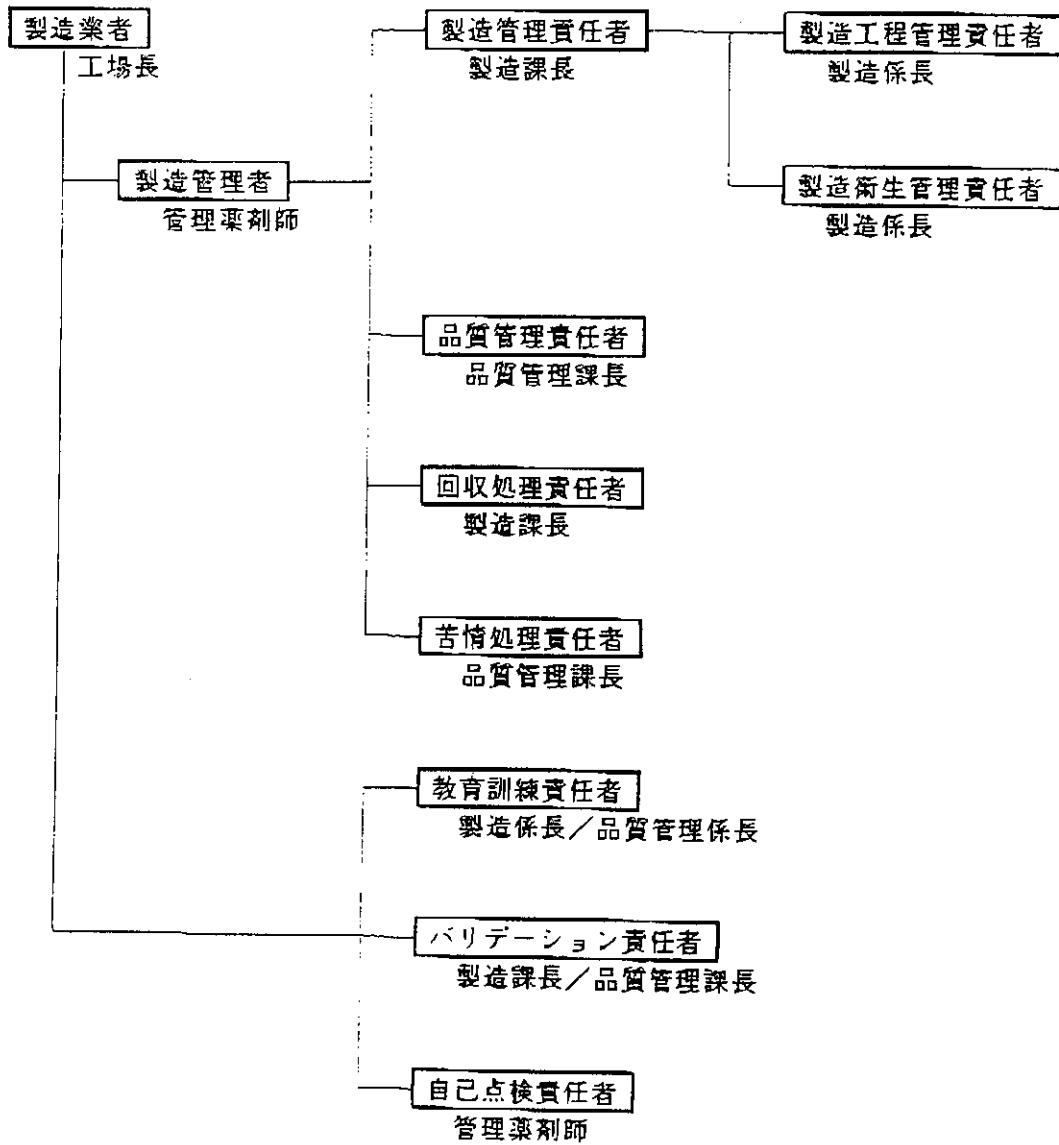 製造業者
工場長
製造管理者
管理薬剤師
製造管理責任者
製造課長
製造工程管理責任者
製造係長
製造衛生管理責任者
製造係長
品質管理責任者
品質管理課長
回収処理責任者
製造課長
苦情処理責任者
品質管理課長
教育訓練責任者
製造係長／品質管理係長
バリデーション責任者
製造課長／品質管理課長
自己点検責任者
管理薬剤師